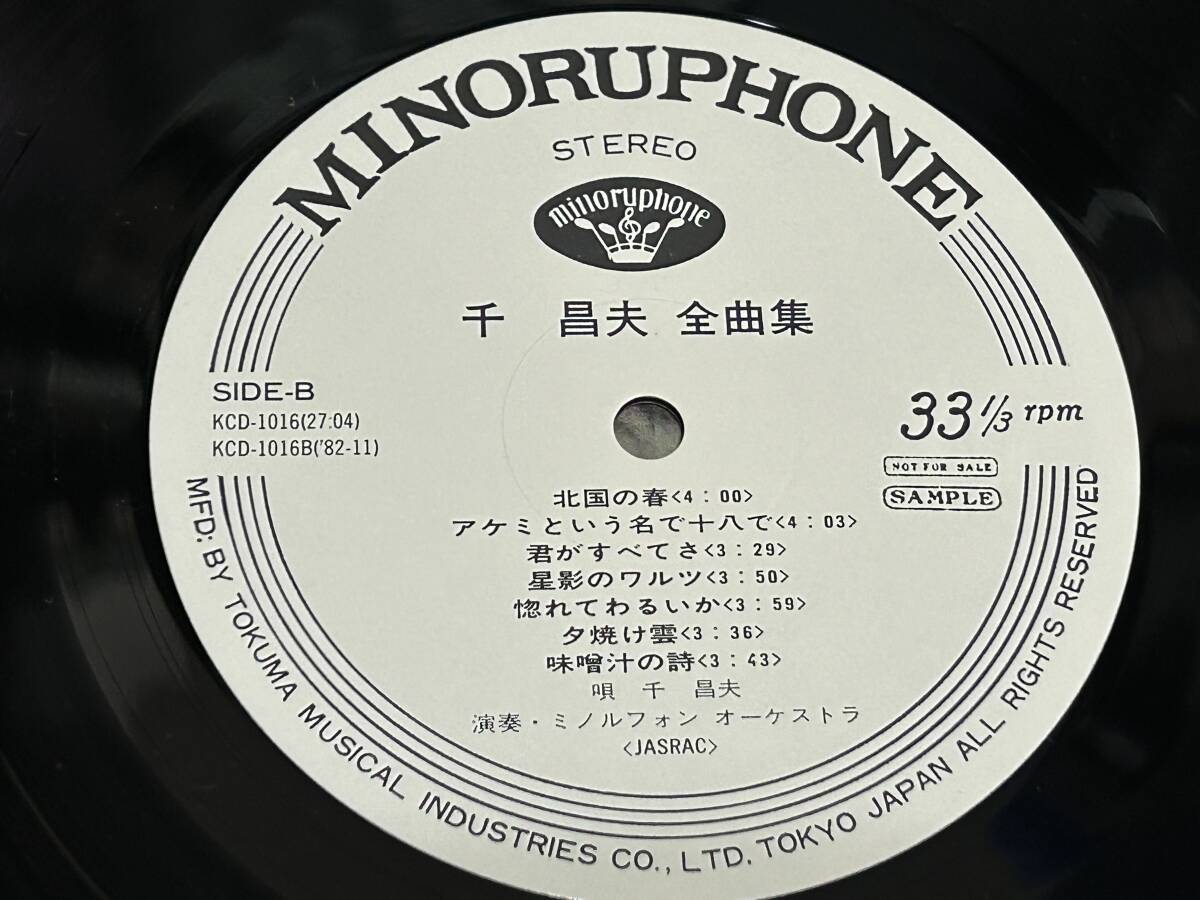 MINORUPHONE
STEREO
minoruphone
千 昌夫 全曲集
SIDE-B
KCD-1016(27:04)
KCD-1016B('82-11)
33 1/3 rpm
NOT FOR SALE
SAMPLE
北国の春<4:00>
アケミという名で十八で<4:03>
君がすべてさ<3:29>
星影のワルツ<3:50>
惚れてわるいか<3:59>
夕焼け雲<3:36>
味噌汁の詩<3:43>
唄 千 昌夫
演奏・ミノルフォン オーケストラ
<JASRAC>
MFD: BY TOKUMA MUSICAL INDUSTRIES CO., LTD. TOKYO JAPAN ALL RIGHTS RESERVED